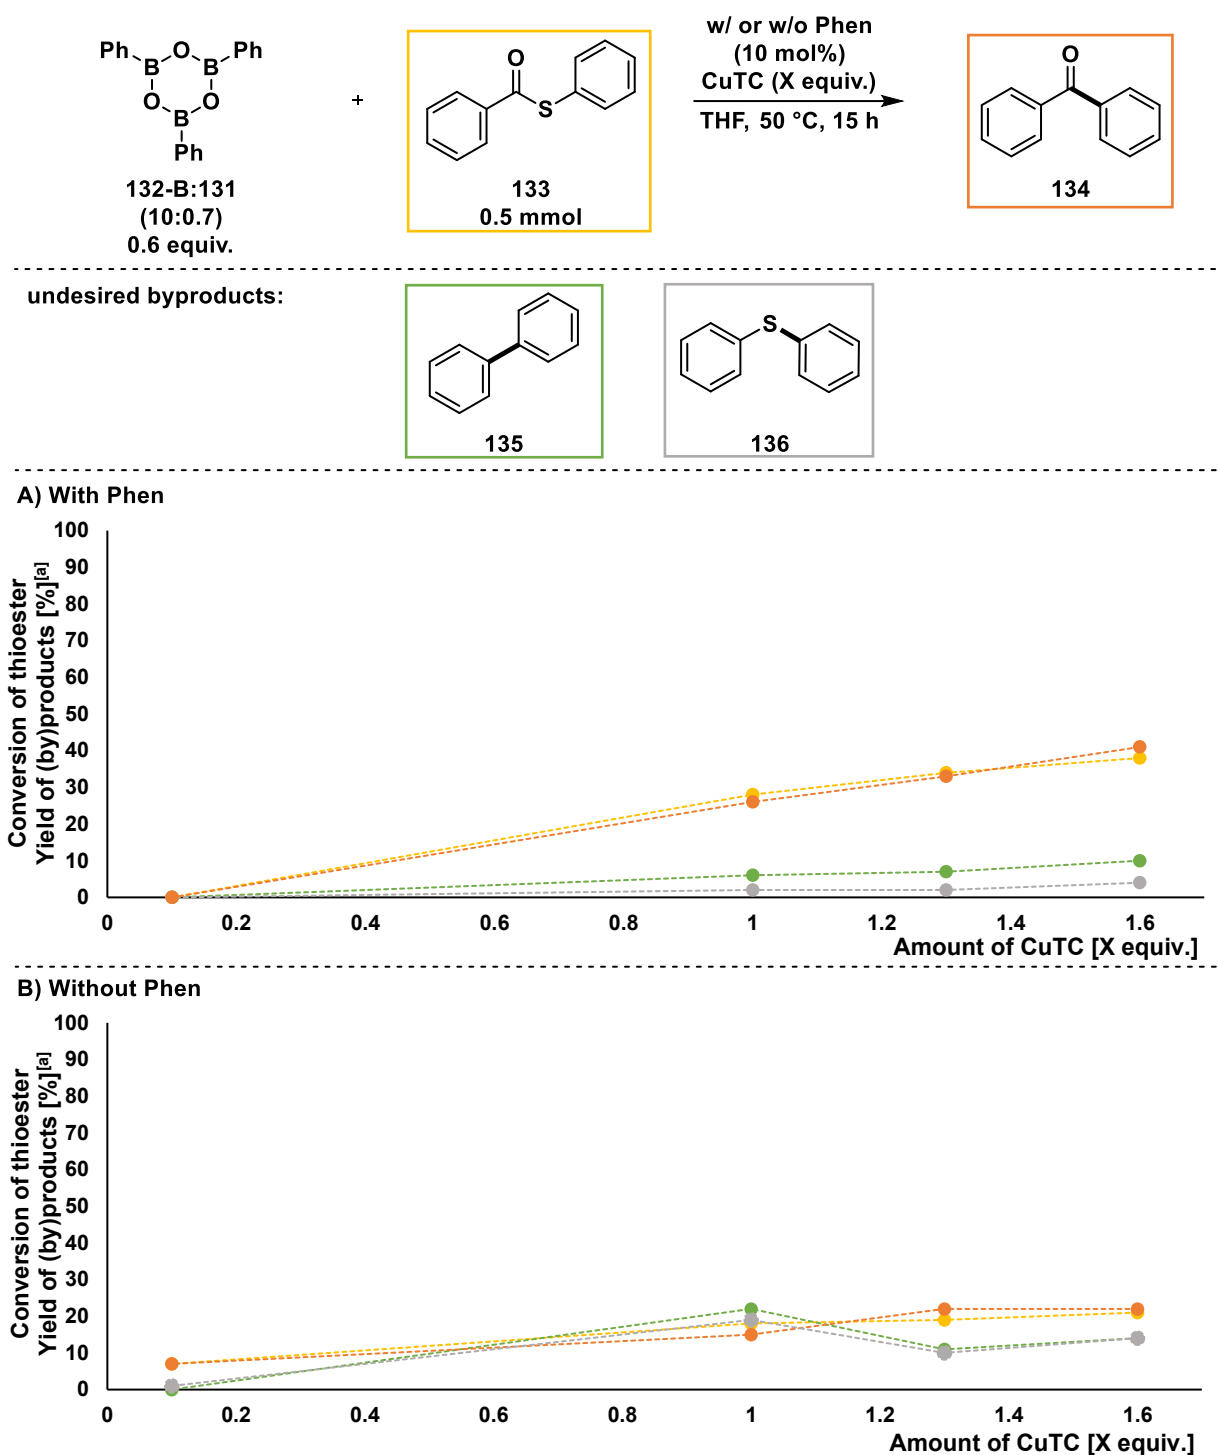 Ph
O
Ph
B
B
O
O
B
Ph
132-B:131
(10:0.7)
0.6 equiv.
+
O
S
133
0.5 mmol
w/ or w/o Phen
(10 mol%)
CuTC (X equiv.)
THF, 50 °C, 15 h
O
134
undesired byproducts:
135
S
136
A) With Phen
Conversion of thioester
Yield of (by)products [%][a]
100
90
80
70
60
50
40
30
20
10
0
0 0.2 0.4 0.6 0.8 1 1.2 1.4 1.6
Amount of CuTC [X equiv.]
B) Without Phen
Conversion of thioester
Yield of (by)products [%][a]
100
90
80
70
60
50
40
30
20
10
0
0 0.2 0.4 0.6 0.8 1 1.2 1.4 1.6
Amount of CuTC [X equiv.]